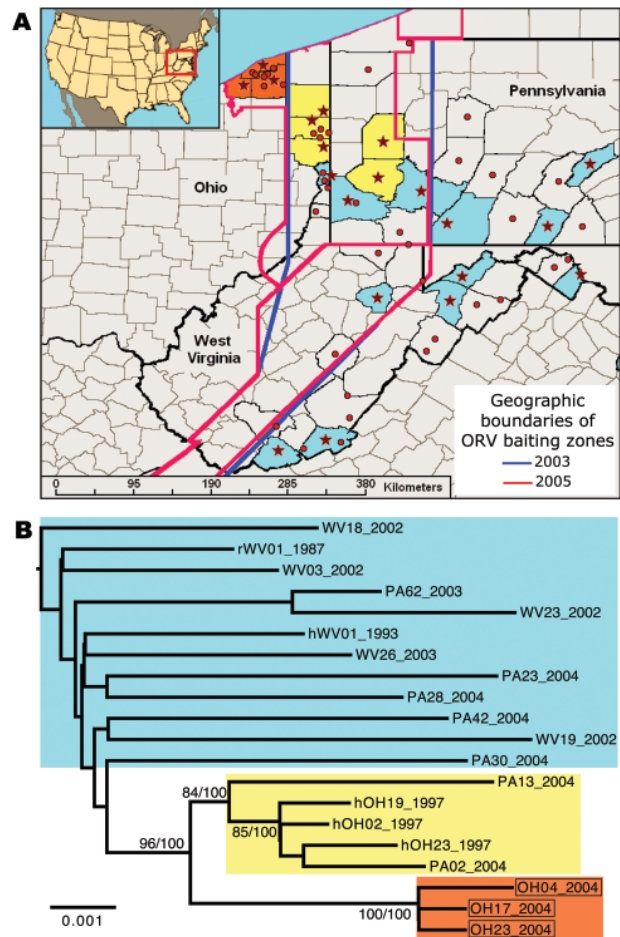 A
Pennsylvania
Ohio
West
Virginia
Geographic
boundaries of
ORV baiting zones
2003
2005
0 95 190 285 380 Kilometers
B
WV18_2002
rWV01_1987
WV03_2002
PA62_2003
WV23_2002
hWV01_1993
WV26_2003
PA23_2004
PA28_2004
PA42_2004
WV19_2002
PA30_2004
84/100
PA13_2004
hOH19_1997
85/100
hOH02_1997
96/100
hOH23_1997
PA02_2004
OH04_2004
100/100
OH17_2004
OH23_2004
0.001